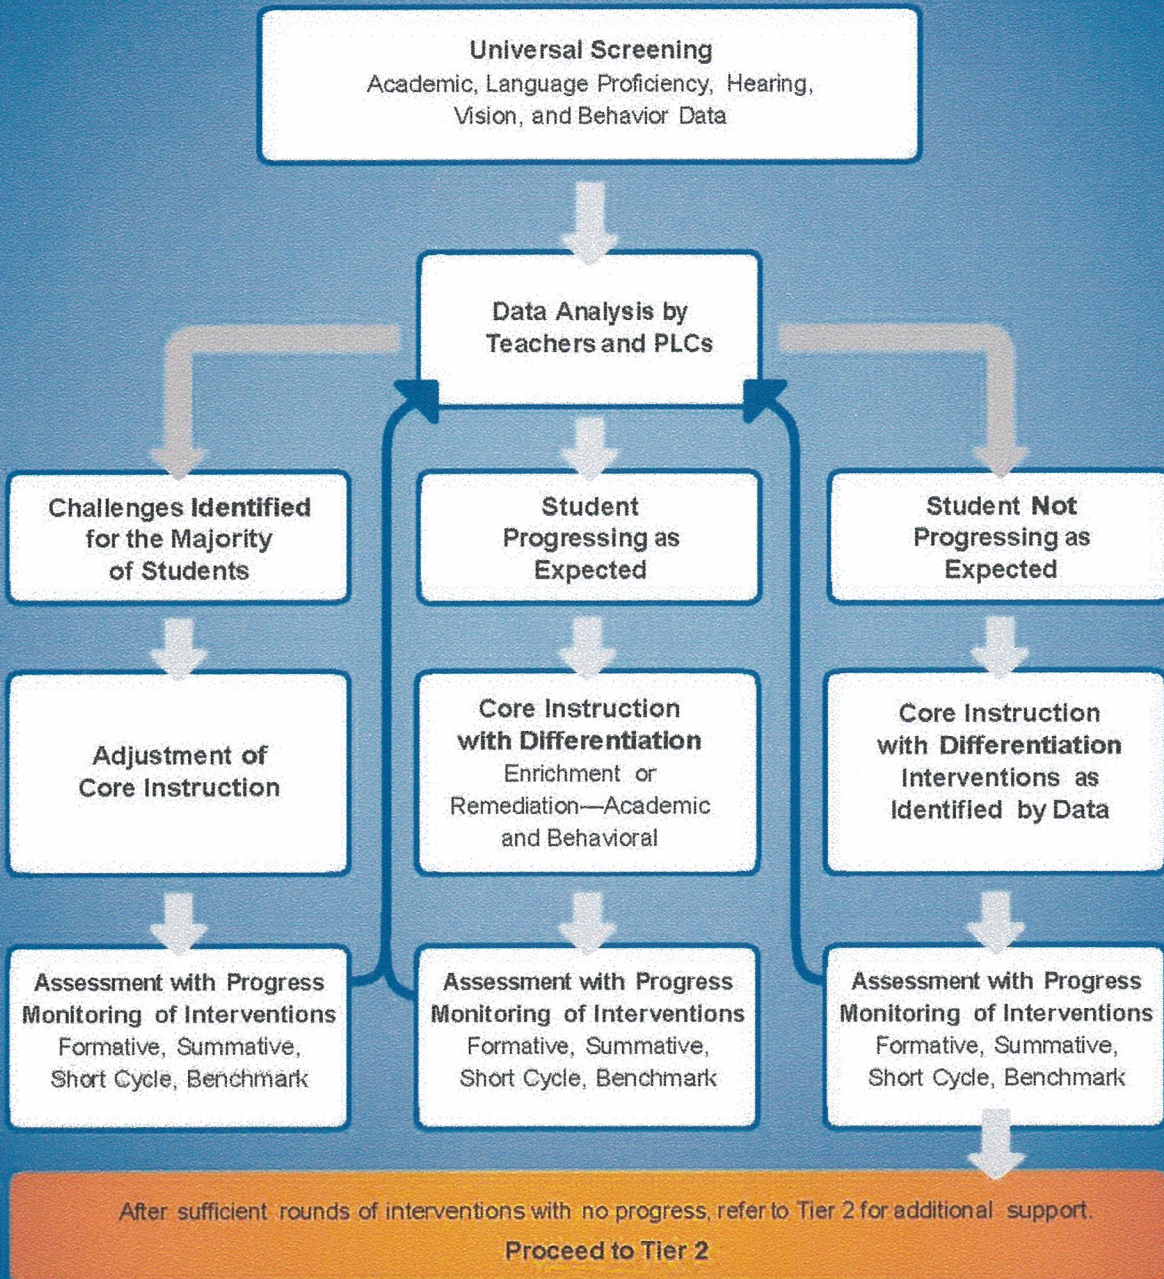 Universal Screening
Academic, Language Proficiency, Hearing,
Vision, and Behavior Data
Data Analysis by
Teachers and PLCs
Challenges Identified
for the Majority
of Students
Student
Progressing as
Expected
Student Not
Progressing as
Expected
Adjustment of
Core Instruction
Core Instruction
with Differentiation
Enrichment or
Remediation—Academic
and Behavioral
Core Instruction
with Differentiation
Interventions as
Identified by Data
Assessment with Progress
Monitoring of Interventions
Formative, Summative,
Short Cycle, Benchmark
Assessment with Progress
Monitoring of Interventions
Formative, Summative,
Short Cycle, Benchmark
Assessment with Progress
Monitoring of Interventions
Formative, Summative,
Short Cycle, Benchmark
After sufficient rounds of interventions with no progress, refer to Tier 2 for additional support.
Proceed to Tier 2